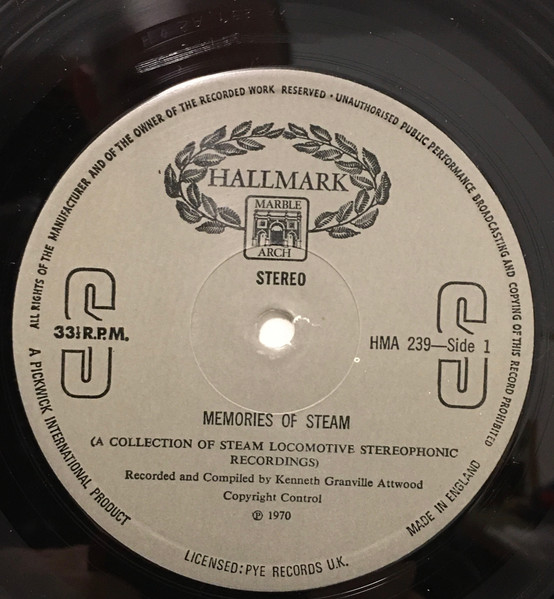 ALL RIGHTS OF THE MANUFACTURER AND OF THE OWNER OF THE RECORDED WORK RESERVED · UNAUTHORISED PUBLIC PERFORMANCE BROADCASTING AND COPYING OF THIS RECORD PROHIBITED
HALLMARK
MARBLE
ARCH
STEREO
33⅓ R.P.M.
HMA 239—Side 1
MEMORIES OF STEAM
(A COLLECTION OF STEAM LOCOMOTIVE STEREOPHONIC
RECORDINGS)
Recorded and Compiled by Kenneth Granville Attwood
Copyright Control
℗ 1970
A PICKWICK INTERNATIONAL PRODUCT
LICENSED: PYE RECORDS U.K.
MADE IN ENGLAND